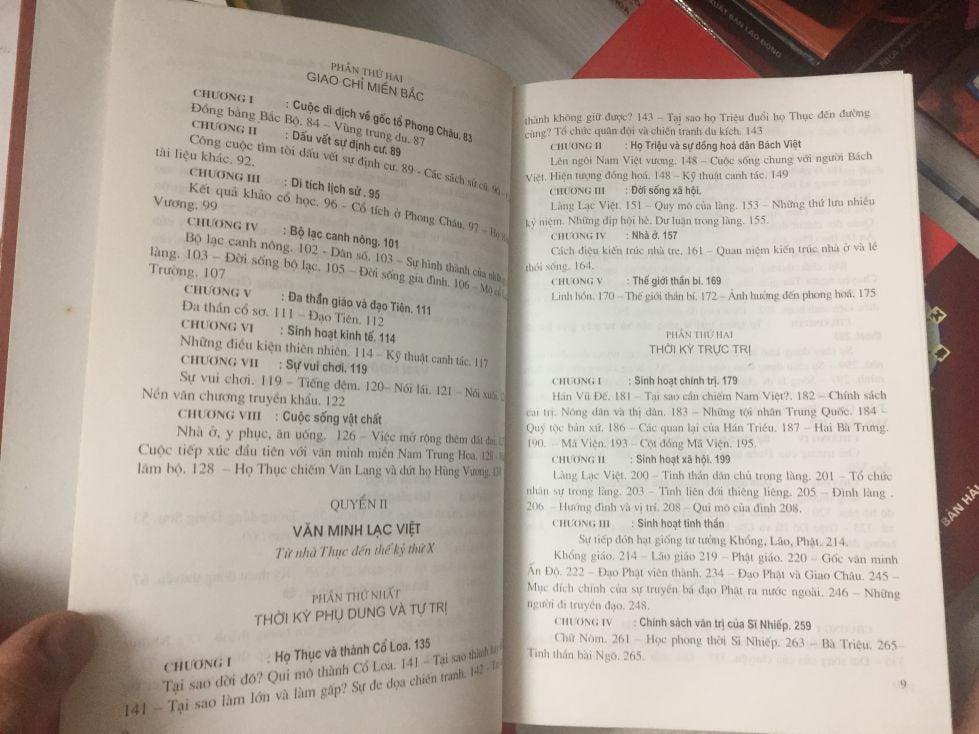 PHẦN THỨ HAI
GIAO CHỈ MIỀN BẮC
CHƯƠNG I : Cuộc di dịch về gốc tổ Phong Châu. 83
Đồng bằng Bắc Bộ. 84 – Vùng trung du. 87
CHƯƠNG II : Dấu vết sự định cư. 89
Công cuộc tìm tòi dấu vết sự định cư. 89 - Các sách sử cũ. 90
tài liệu khác. 92.
CHƯƠNG III : Di tích lịch sử . 95
Kết quả khảo cổ học. 96 - Cổ tích ở Phong Châu. 97 – Họ
Vương. 99
CHƯƠNG IV : Bộ lạc canh nông. 101
Bộ lạc canh nông. 102 - Dân số. 103 – Sự hình thành của
làng. 103 – Đời sống bộ lạc. 105 – Đời sống gia đình. 106 – Mộ
Trường. 107
CHƯƠNG V : Đa thần giáo và đạo Tiên. 111
Đa thần cổ sơ. 111 – Đạo Tiên. 112
CHƯƠNG VI : Sinh hoạt kinh tế. 114
Những điều kiện thiên nhiên. 114 – Kỹ thuật canh tác. 117
CHƯƠNG VII : Sự vui chơi. 119
Sự vui chơi. 119 – Tiếng đệm. 120– Nói lái. 121 – Nói xuôi.
Nền văn chương truyền khẩu. 122
CHƯƠNG VIII : Cuộc sống vật chất
Nhà ở, y phục, ăn uống. 126 – Việc mở rộng thêm đất đai.
Cuộc tiếp xúc đầu tiên với văn minh miền Nam Trung Hoa. 128
lâm bộ. 128 – Họ Thục chiếm Văn Lang và dứt họ Hùng Vương.
QUYỂN II
VĂN MINH LẠC VIỆT
Từ nhà Thục đến thế kỷ thứ X
PHẦN THỨ NHẤT
THỜI KỲ PHỤ DUNG VÀ TỰ TRỊ
CHƯƠNG I : Họ Thục và thành Cổ Loa. 135
Tại sao dời đô? Qui mô thành Cổ Loa. 141 – Tại sao thành
141 – Tại sao làm lớn và làm gấp? Sự đe dọa chiến tranh. 142 -
thành không giữ được? 143 – Tại sao họ Triệu đuổi họ Thục đến đường
cùng? Tổ chức quân đội và chiến tranh du kích. 143
CHƯƠNG II : Họ Triệu và sự đồng hoá dân Bách Việt
Lên ngôi Nam Việt vương. 148 – Cuộc sống chung với người Bách
Việt. Hiện tượng đồng hoá. 148 – Kỹ thuật canh tác. 149
CHƯƠNG III : Đời sống xã hội.
Làng Lạc Việt. 151 – Quy mô của làng. 153 – Những thứ lưu nhiều
kỷ niệm. Những dịp hội hè. Dư luận trong làng. 155.
CHƯƠNG IV : Nhà ở. 157
Cách điệu kiến trúc nhà tre. 161 – Quan niệm kiến trúc nhà ở và lề
thói sống. 164.
CHƯƠNG V : Thế giới thần bí. 169
Linh hồn. 170 – Thế giới thần bí. 172 – Ảnh hưởng đến phong hoá. 175
PHẦN THỨ HAI
THỜI KỲ TRỰC TRỊ
CHƯƠNG I : Sinh hoạt chính trị. 179
Hán Vũ Đế. 181 – Tại sao cần chiếm Nam Việt?. 182 – Chính sách
cai trị. Nông dân và thị dân. 183 – Những tội nhân Trung Quốc. 184 –
Quý tộc bản xứ. 186 – Các quan lại của Hán Triều. 187 – Hai Bà Trưng.
190. – Mã Viện. 193 – Cột đồng Mã Viện. 195.
CHƯƠNG II : Sinh hoạt xã hội. 199
Làng Lạc Việt. 200 – Tinh thần dân chủ trong làng. 201 – Tổ chức
nhân sự trong làng. 203 – Tình liên đới thiêng liêng. 205 – Đình làng .
206 – Hướng đình và vị trí. 208 – Qui mô của đình 208.
CHƯƠNG III : Sinh hoạt tinh thần
Sự tiếp đón hạt giống tư tưởng Khổng, Lão, Phật. 214.
Khổng giáo. 214 – Lão giáo 219 – Phật giáo. 220 – Gốc văn minh
Ấn Độ. 222 – Đạo Phật viên thành. 234 – Đạo Phật và Giao Châu. 245 –
Mục đích chính của sự truyền bá đạo Phật ra nước ngoài. 246 – Những
người đi truyền đạo. 248.
CHƯƠNG IV : Chính sách văn trị của Sĩ Nhiếp. 259
Chữ Nôm. 261 – Học phong thời Sĩ Nhiếp. 263 – Bà Triệu. 265–
Tinh thần hải Ngô. 265.
9
XUẤT BẢN LAO ĐỘNG